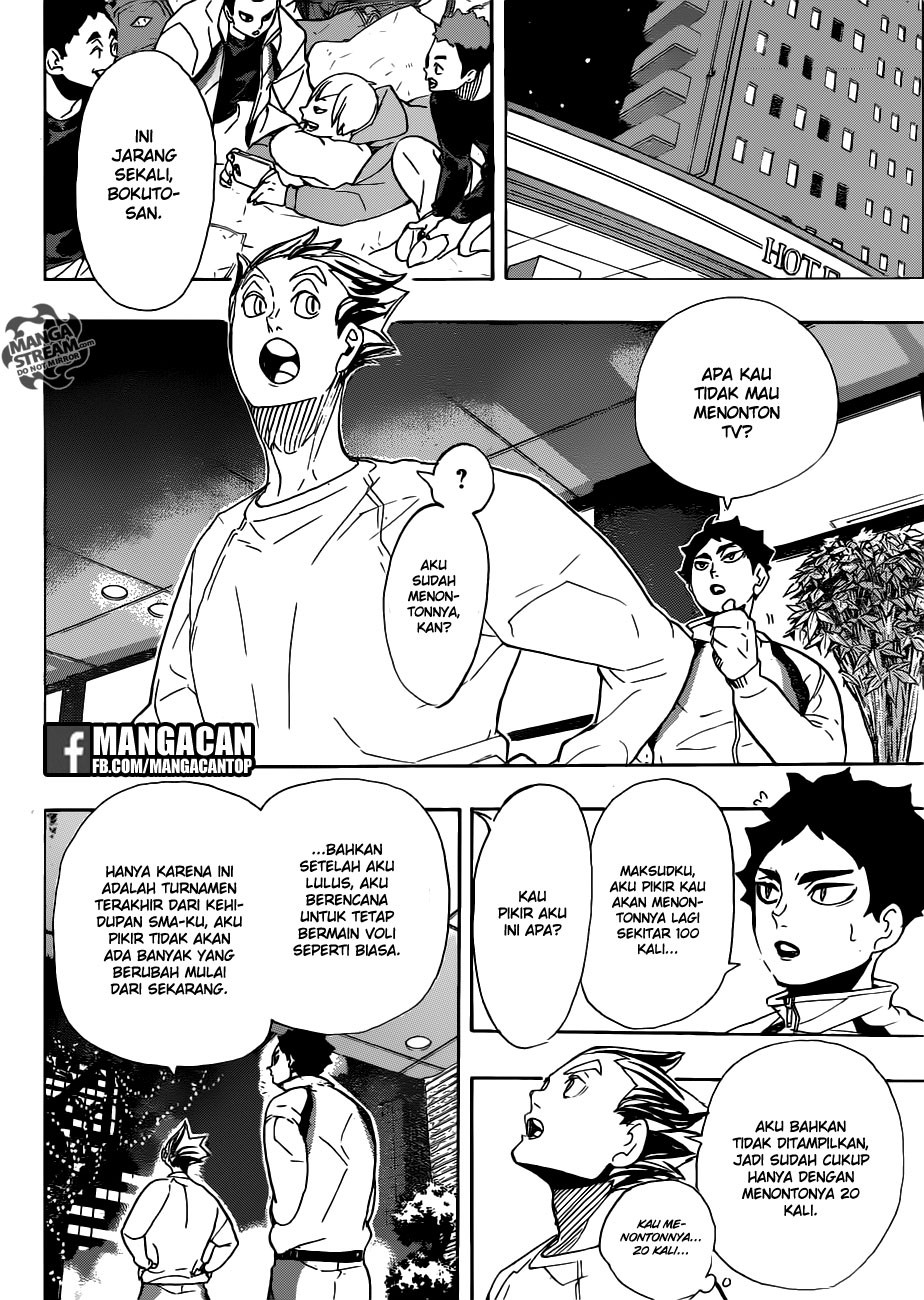 HOTE
INI
JARANG
SEKALI,
BOKUTO-
SAN.
MANGA
STREAM.com
DO NOT MIRROR
APA KAU
TIDAK MAU
MENONTON
TV?
?
AKU
SUDAH
MENON-
TONNYA,
KAN?
MANGACAN
FB.COM/MANGACANTOP
MAKSUDKU,
AKU PIKIR KAU
AKAN MENON-
TONNYA LAGI
SEKITAR 100
KALI...
KAU
PIKIR AKU
INI APA?
AKU BAHKAN
TIDAK DITAMPILKAN,
JADI SUDAH CUKUP
HANYA DENGAN
MENONTONYA 20
KALI.
KAU ME-
NONTONNYA...
20 KALI...
...BAHKAN
SETELAH AKU
LULUS, AKU
BERENCANA
UNTUK TETAP
BERMAIN VOLI
SEPERTI BIASA.
HANYA KARENA INI
ADALAH TURNAMEN
TERAKHIR DARI KEHI-
DUPAN SMA-KU, AKU
PIKIR TIDAK AKAN
ADA BANYAK YANG
BERUBAH MULAI
DARI SEKARANG.